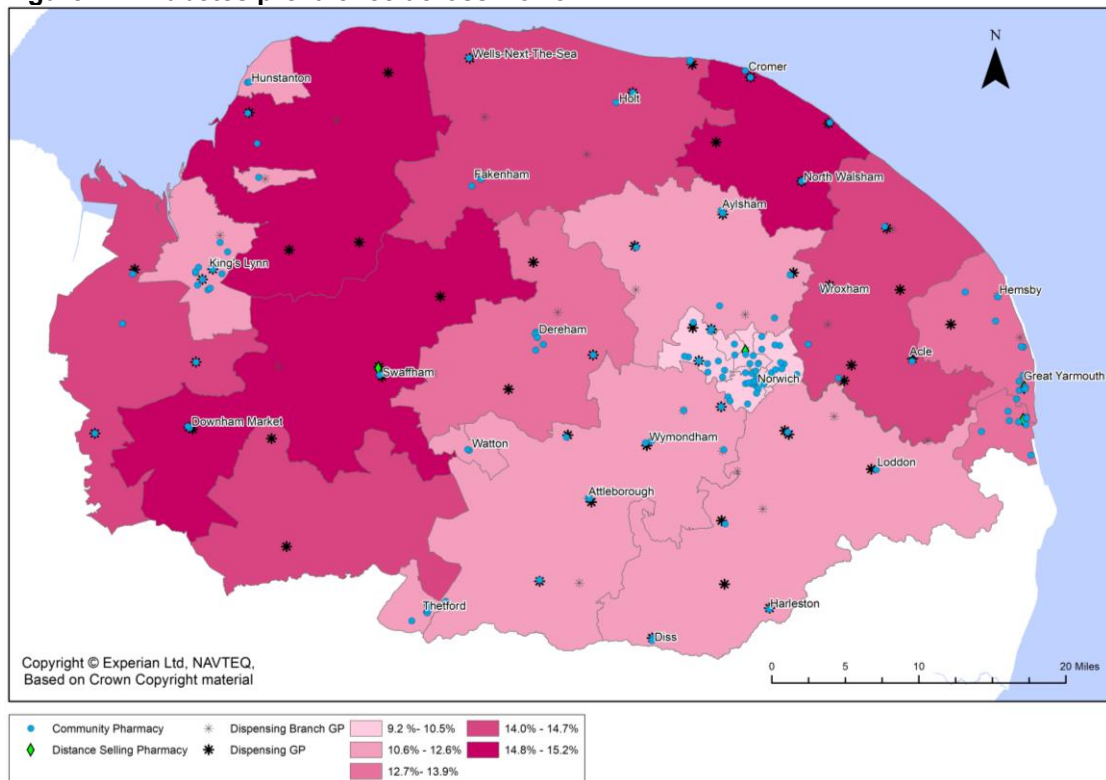 N
Wells-Next-The-Sea
Cromer
Hunstanton
Holt
Fakenham
North Walsham
Aylsham
King's Lynn
Wroxham
Hemsby
Dereham
Acle
Swaffham
Norwich
Great Yarmouth
Downham Market
Watton
Wymondham
Loddon
Attleborough
Thetford
Harleston
Diss
Copyright © Experian Ltd, NAVTEQ,
Based on Crown Copyright material
0 5 10 20 Miles
Community Pharmacy Dispensing Branch GP 9.2 %- 10.5% 14.0% - 14.7%
Distance Selling Pharmacy Dispensing GP 10.6% - 12.6% 14.8% - 15.2%
12.7%- 13.9%